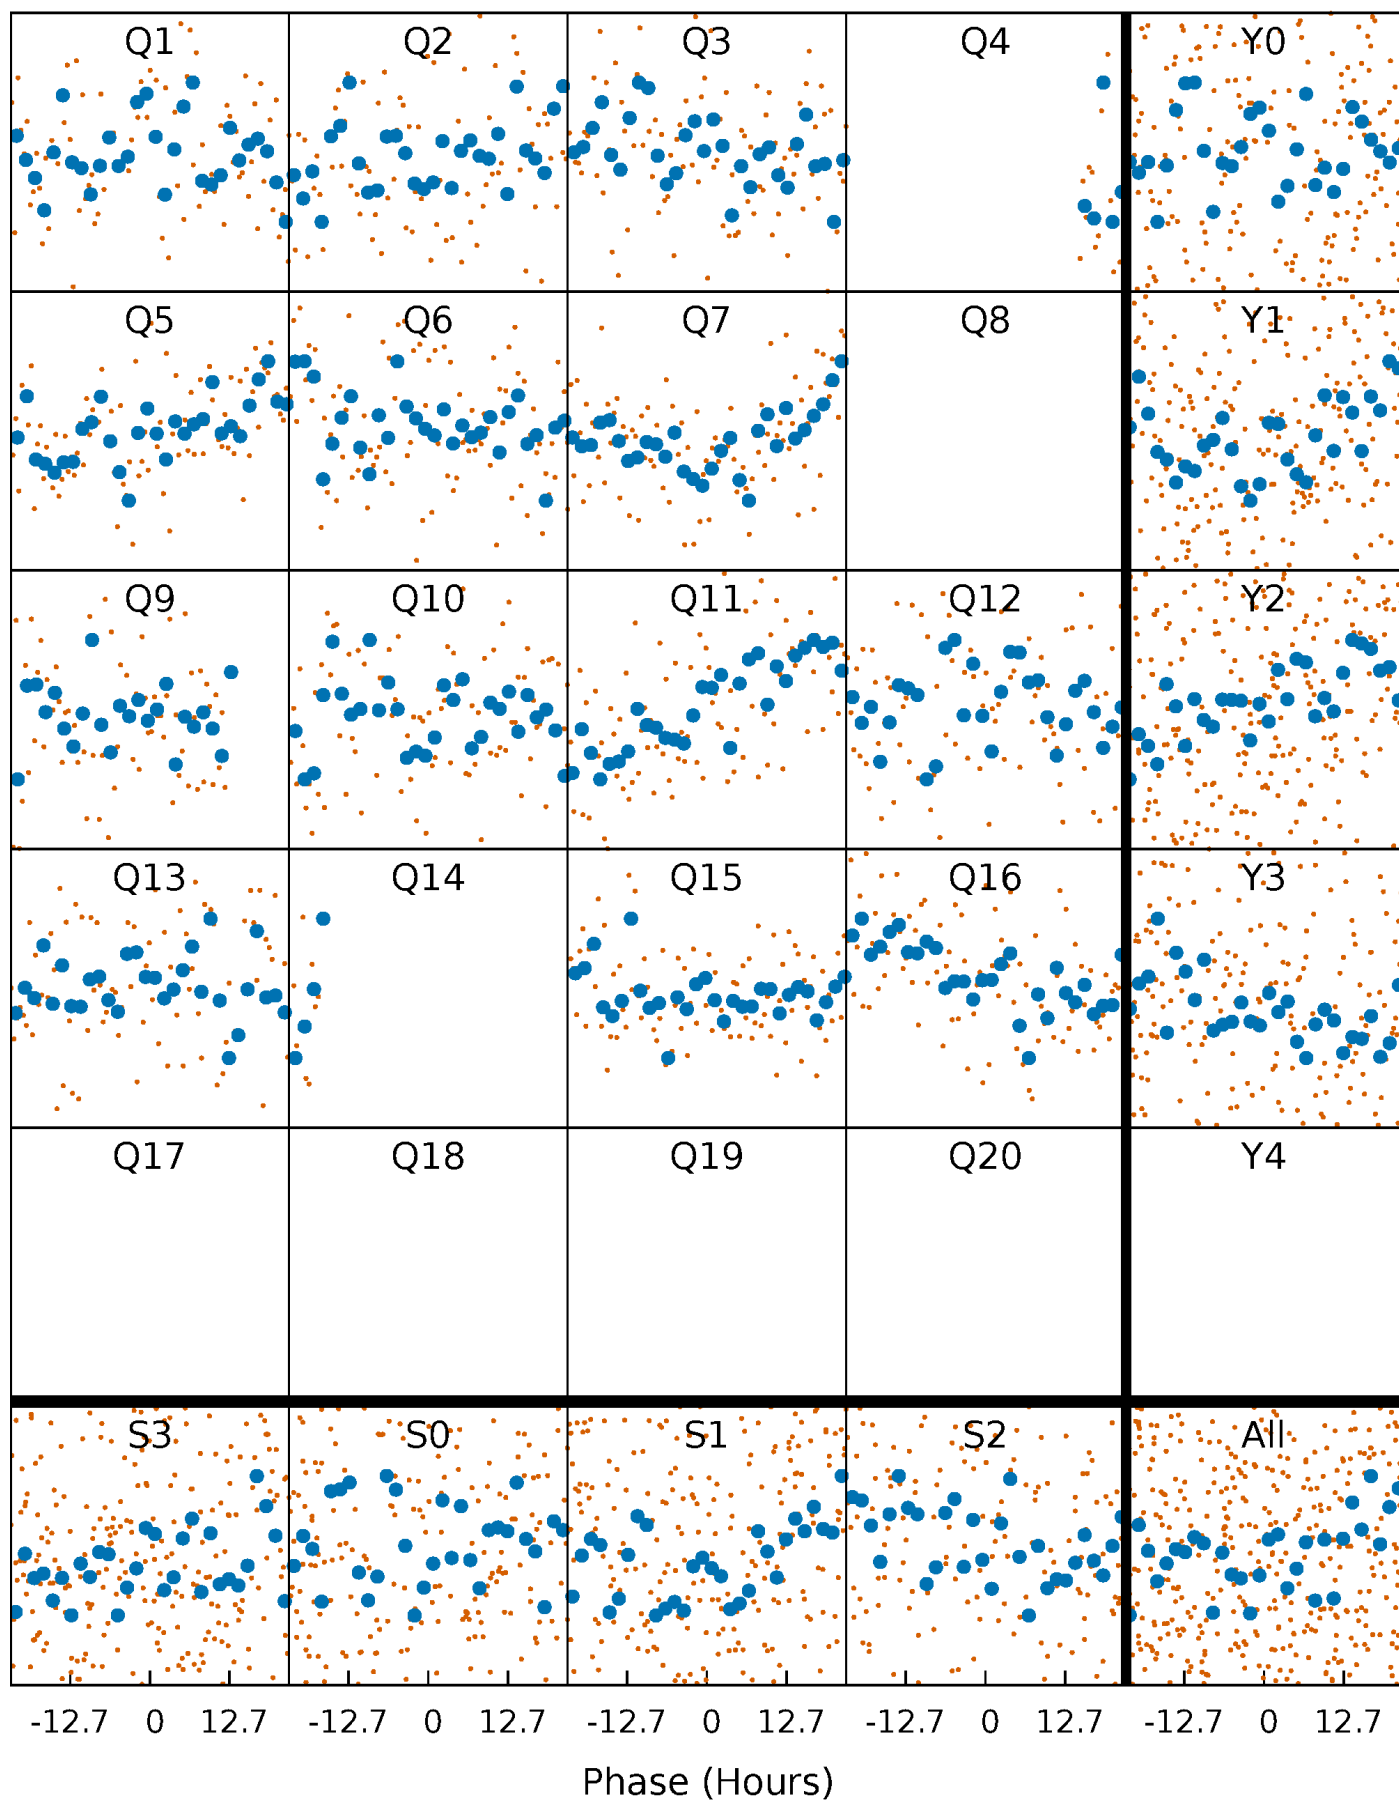 Q1 Q2 Q3 Q4 Y0
Q5 Q6 Q7 Q8 Y1
Q9 Q10 Q11 Q12 Y2
Q13 Q14 Q15 Q16 Y3
Q17 Q18 Q19 Q20 Y4
S3 S0 S1 S2 All
-12.7 0 12.7 -12.7 0 12.7 -12.7 0 12.7 -12.7 0 12.7 -12.7 0 12.7
Phase (Hours)